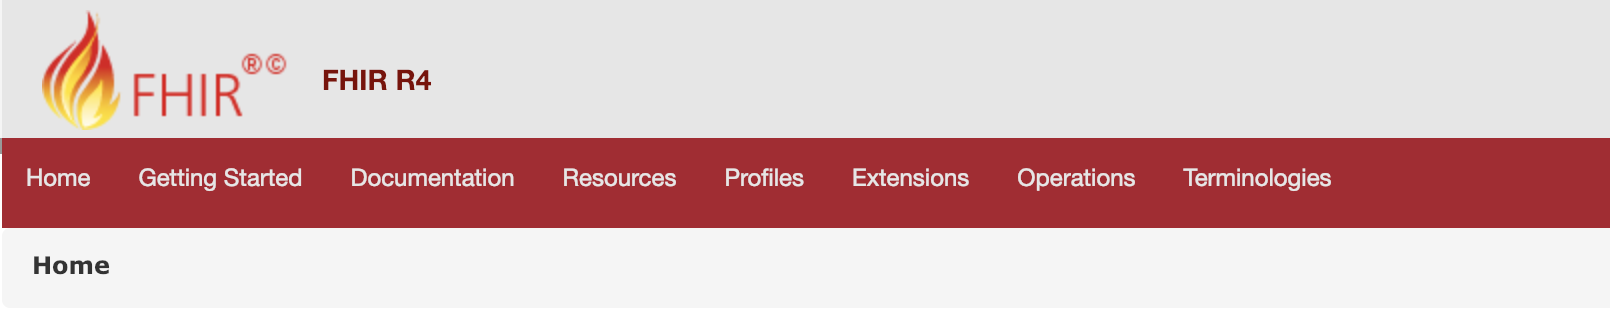 FHIR®© FHIR R4
Home Getting Started Documentation Resources Profiles Extensions Operations Terminologies
Home